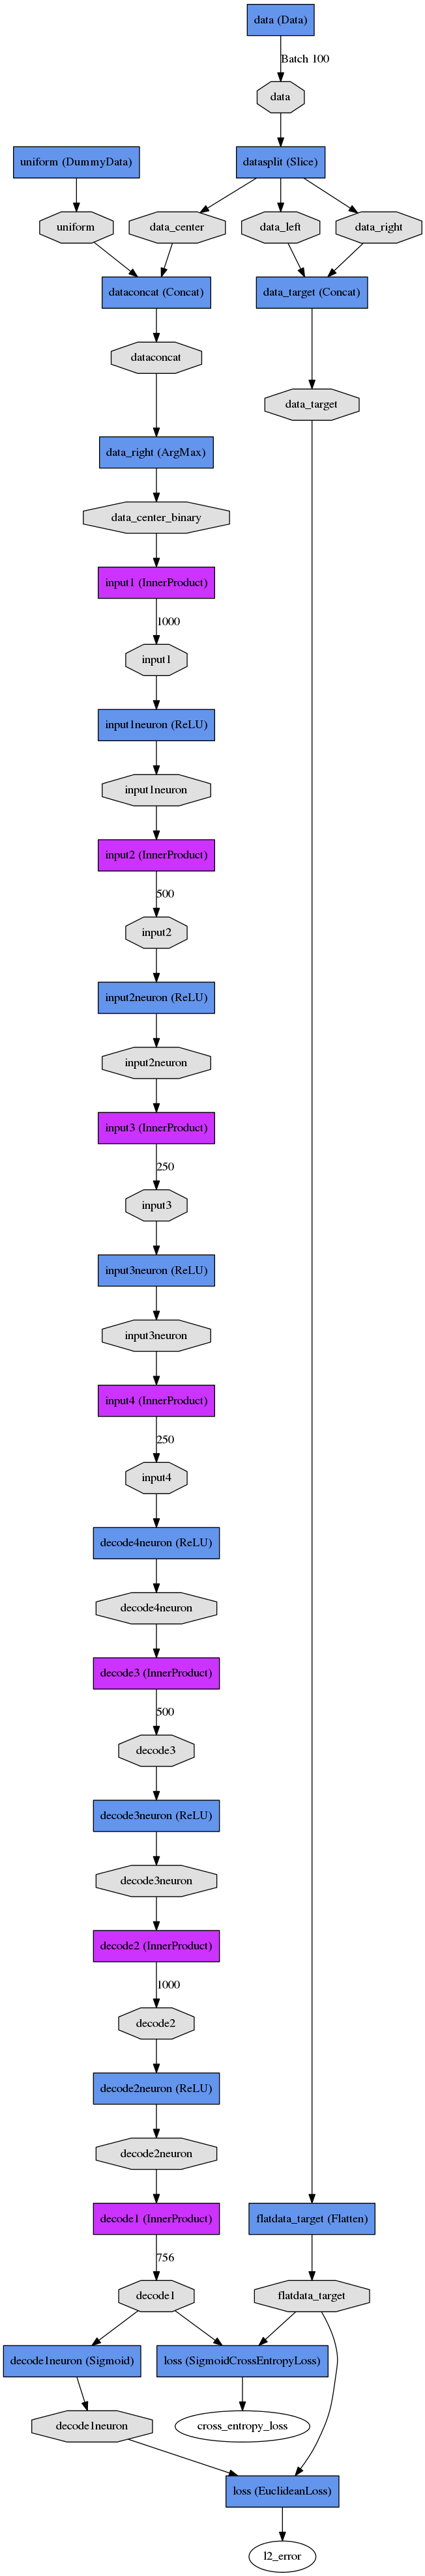 data (Data)
Batch 100
data
uniform (DummyData)
datasplit (Slice)
uniform
data_center
data_left
data_right
dataconcat (Concat)
data_target (Concat)
dataconcat
data_target
data_right (ArgMax)
data_center_binary
input1 (InnerProduct)
1000
input1
input1neuron (ReLU)
input1neuron
input2 (InnerProduct)
500
input2
input2neuron (ReLU)
input2neuron
input3 (InnerProduct)
250
input3
input3neuron (ReLU)
input3neuron
input4 (InnerProduct)
250
input4
decode4neuron (ReLU)
decode4neuron
decode3 (InnerProduct)
500
decode3
decode3neuron (ReLU)
decode3neuron
decode2 (InnerProduct)
1000
decode2
decode2neuron (ReLU)
decode2neuron
decode1 (InnerProduct)
flatdata_target (Flatten)
756
decode1
flatdata_target
decode1neuron (Sigmoid)
loss (SigmoidCrossEntropyLoss)
decode1neuron
cross_entropy_loss
loss (EuclideanLoss)
l2_error